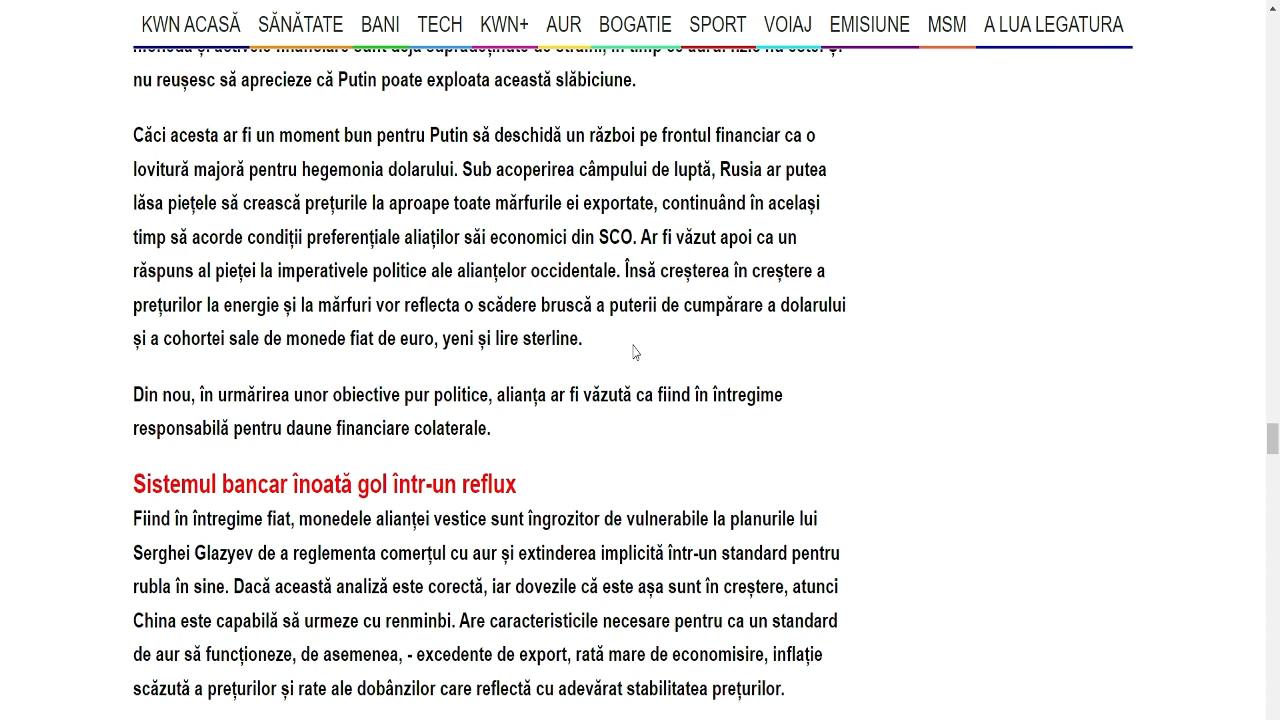 KWN ACASĂ SĂNĂTATE BANI TECH KWN+ AUR BOGATIE SPORT VOIAJ EMISIUNE MSM A LUA LEGATURA
nu reușesc să aprecieze că Putin poate exploata această slăbiciune.
Căci acesta ar fi un moment bun pentru Putin să deschidă un război pe frontul financiar ca o
lovitură majoră pentru hegemonia dolarului. Sub acoperirea câmpului de luptă, Rusia ar putea
lăsa piețele să crească prețurile la aproape toate mărfurile ei exportate, continuând în același
timp să acorde condiții preferențiale aliaților săi economici din SCO. Ar fi văzut apoi ca un
răspuns al pieței la imperativele politice ale alianțelor occidentale. Însă creșterea în creștere a
prețurilor la energie și la mărfuri vor reflecta o scădere bruscă a puterii de cumpărare a dolarului
și a cohortei sale de monede fiat de euro, yeni și lire sterline.
Din nou, în urmărirea unor obiective pur politice, alianța ar fi văzută ca fiind în întregime
responsabilă pentru daune financiare colaterale.
Sistemul bancar înoată gol într-un reflux
Fiind în întregime fiat, monedele alianței vestice sunt îngrozitor de vulnerabile la planurile lui
Serghei Glazyev de a reglementa comerțul cu aur și extinderea implicită într-un standard pentru
rubla în sine. Dacă această analiză este corectă, iar dovezile că este așa sunt în creștere, atunci
China este capabilă să urmeze cu renminbi. Are caracteristicile necesare pentru ca un standard
de aur să funcționeze, de asemenea, - excedente de export, rată mare de economisire, inflație
scăzută a prețurilor și rate ale dobânzilor care reflectă cu adevărat stabilitatea prețurilor.